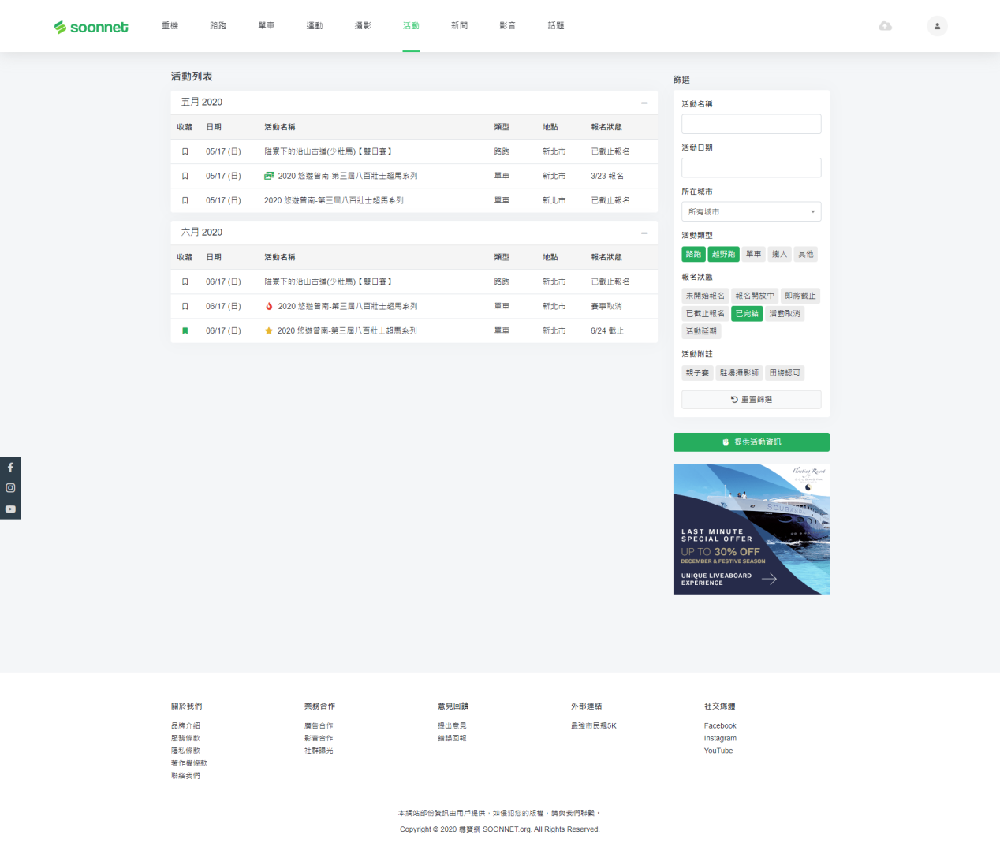 soonnet
重機 路跑 單車 運動 攝影 活動 新聞 影音 話題
活動列表
五月 2020
收藏 日期 活動名稱 類型 地點 報名狀態
05/17 (日) 隘寮下的沿山古道(少壯馬)【雙日賽】 路跑 新北市 已截止報名
05/17 (日) 2020 悠遊普南-第三屆八百壯士超馬系列 單車 新北市 3/23 報名
05/17 (日) 2020 悠遊普南-第三屆八百壯士超馬系列 單車 新北市 已截止報名
六月 2020
收藏 日期 活動名稱 類型 地點 報名狀態
06/17 (日) 隘寮下的沿山古道(少壯馬)【雙日賽】 路跑 新北市 已截止報名
06/17 (日) 2020 悠遊普南-第三屆八百壯士超馬系列 單車 新北市 賽事取消
06/17 (日) 2020 悠遊普南-第三屆八百壯士超馬系列 單車 新北市 6/24 截止
篩選
活動名稱
活動日期
所在城市
所有城市
活動類型
路跑 越野跑 單車 鐵人 其他
報名狀態
未開始報名 報名開放中 即將截止
已截止報名 已完結 活動取消
活動延期
活動附註
親子賽 駐場攝影師 田總認可
重置篩選
提供活動資訊
Floating Resort
SCUBASPA
SCUBASPA
LAST MINUTE
SPECIAL OFFER
UP TO 30% OFF
DECEMBER & FESTIVE SEASON
UNIQUE LIVEABOARD
EXPERIENCE
關於我們
品牌介紹
服務條款
隱私條款
著作權條款
聯絡我們
業務合作
廣告合作
影音合作
社群曝光
意見回饋
提出意見
錯誤回報
外部連結
最強市民飆5K
社交媒體
Facebook
Instagram
YouTube
本網站部份資訊由用戶提供，如侵犯您的版權，請與我們聯繫。
Copyright © 2020 尋寶網 SOONNET.org. All Rights Reserved.